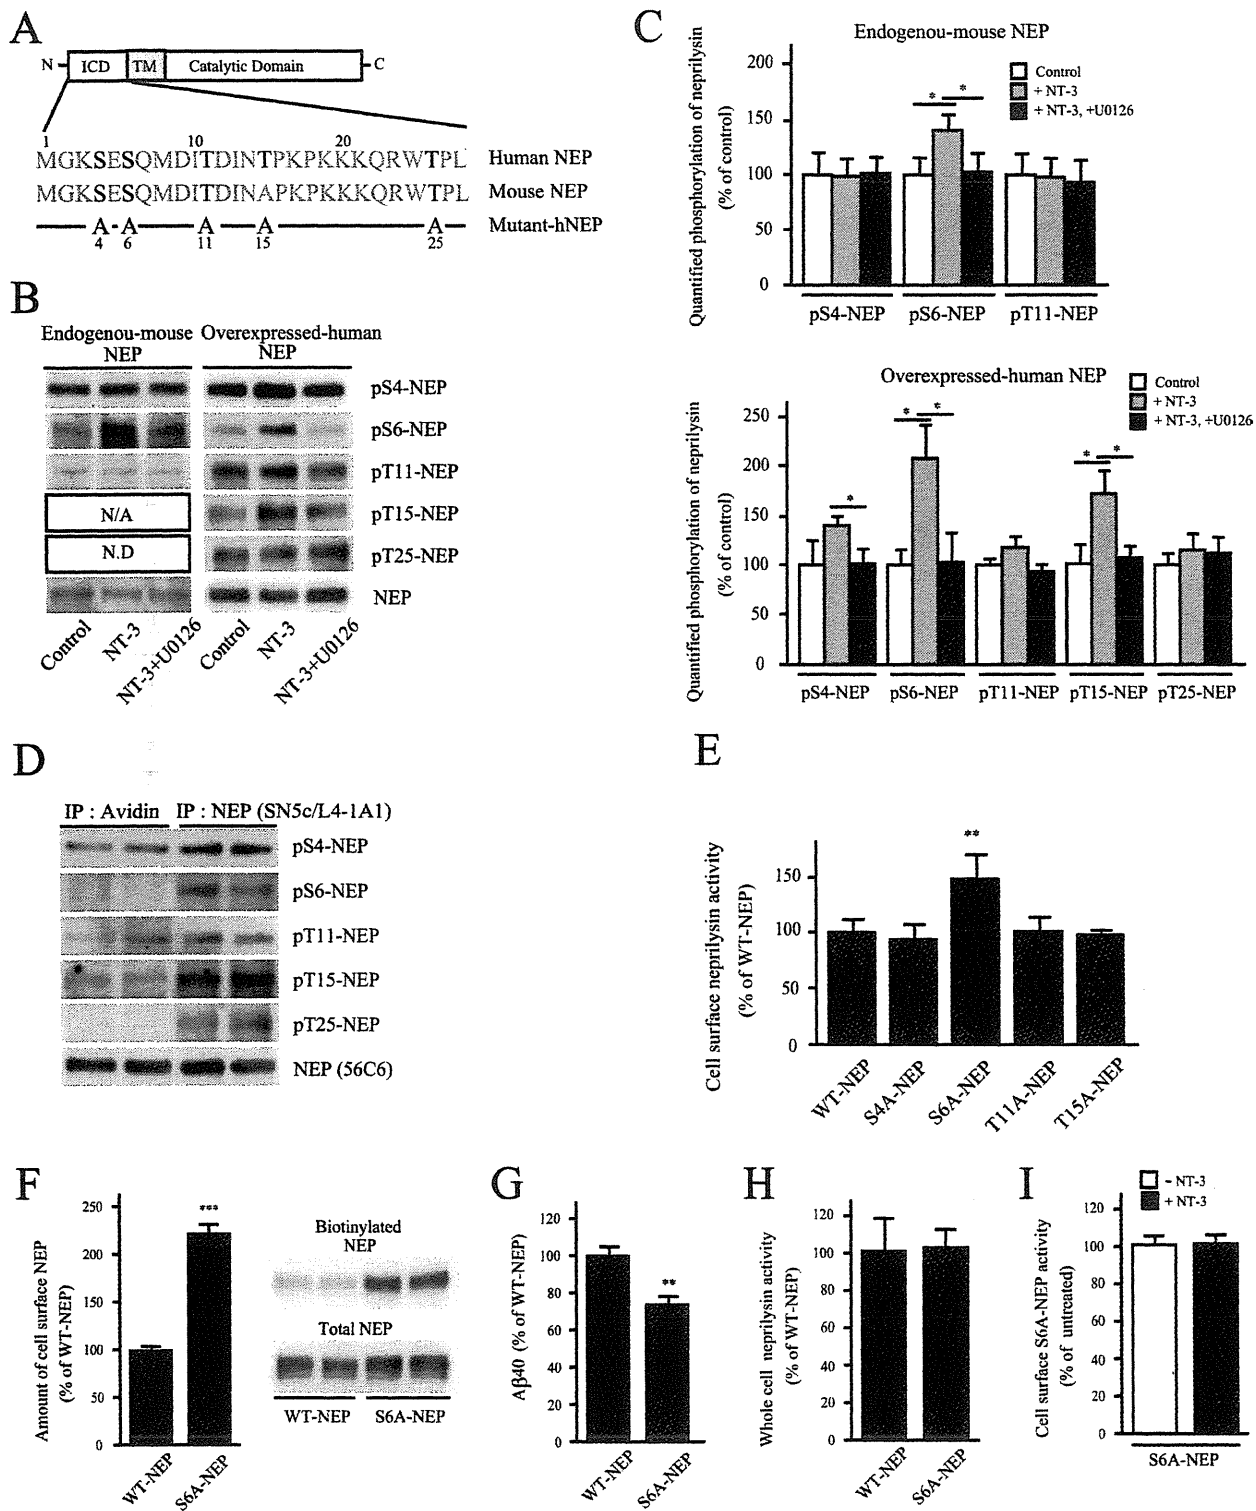 A
N
ICD
TM
Catalytic Domain
C
1
10
20
MGKSESQMDITDINTPKPKKKQRWTPL
Human NEP
MGKSESQMDITDINAPKPKKKQRWTPL
Mouse NEP
A A A A A
Mutant-hNEP
4 6 11 15 25
B
Endogenou-mouse
NEP
Overexpressed-human
NEP
pS4-NEP
pS6-NEP
pT11-NEP
N/A
pT15-NEP
N.D
pT25-NEP
NEP
Control
NT-3
NT-3+U0126
Control
NT-3
NT-3+U0126
C
Endogenou-mouse NEP
Quantified phosphorylation of neprilysin
(% of control)
200
150
100
50
0
Control
+ NT-3
+ NT-3, +U0126
* *
pS4-NEP
pS6-NEP
pT11-NEP
Overexpressed-human NEP
Quantified phosphorylation of neprilysin
(% of control)
250
200
150
100
50
0
Control
+ NT-3
+ NT-3, +U0126
*
* *
* *
pS4-NEP
pS6-NEP
pT11-NEP
pT15-NEP
pT25-NEP
D
IP : Avidin
IP : NEP (SN5c/L4-1A1)
pS4-NEP
pS6-NEP
pT11-NEP
pT15-NEP
pT25-NEP
NEP (56C6)
E
Cell surface neprilysin activity
(% of WT-NEP)
150
100
50
0
**
WT-NEP
S4A-NEP
S6A-NEP
T11A-NEP
T15A-NEP
F
Amount of cell surface NEP
(% of WT-NEP)
250
200
150
100
50
0
***
WT-NEP
S6A-NEP
Biotinylated
NEP
Total NEP
WT-NEP
S6A-NEP
G
Aβ40 (% of WT-NEP)
120
100
80
60
40
20
0
**
WT-NEP
S6A-NEP
H
Whole cell neprilysin activity
(% of WT-NEP)
120
100
80
60
40
20
0
WT-NEP
S6A-NEP
I
- NT-3
+ NT-3
Cell surface S6A-NEP activity
(% of untreated)
120
100
80
60
40
20
0
S6A-NEP